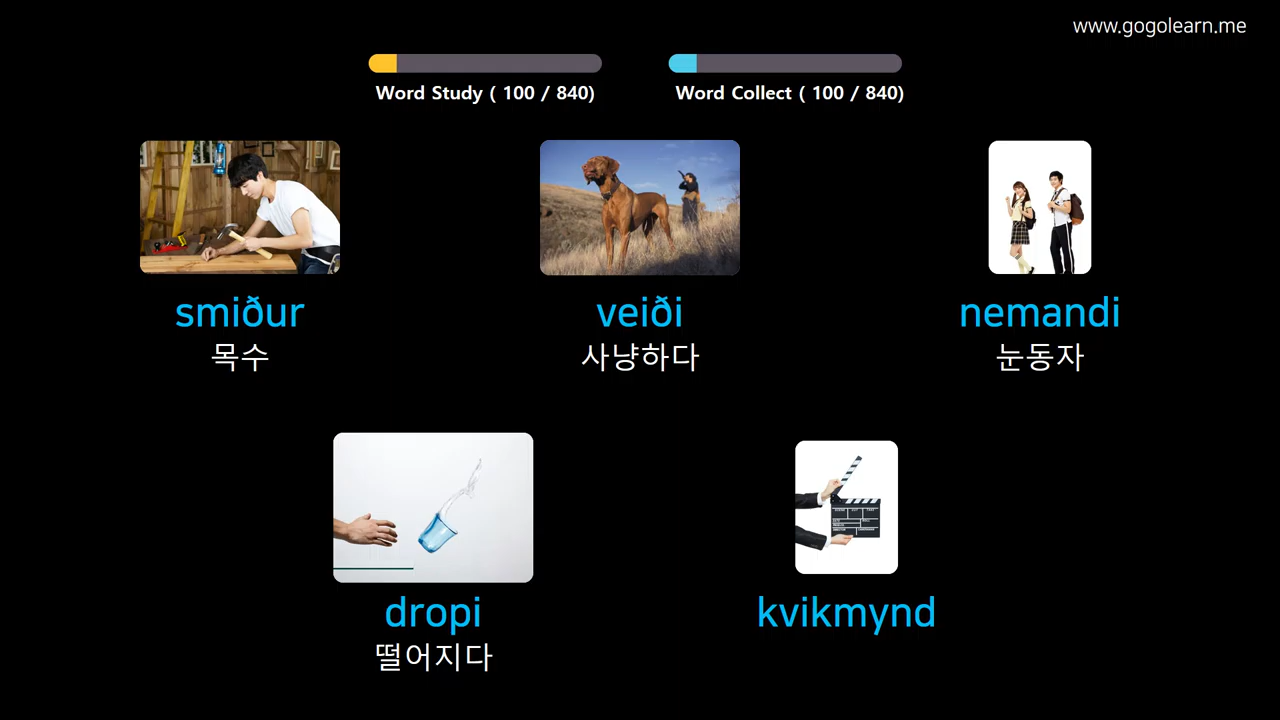 www.gogolearn.me
Word Study ( 100 / 840)
Word Collect ( 100 / 840)
smiður
목수
veiði
사냥하다
nemandi
눈동자
dropi
떨어지다
kvikmynd